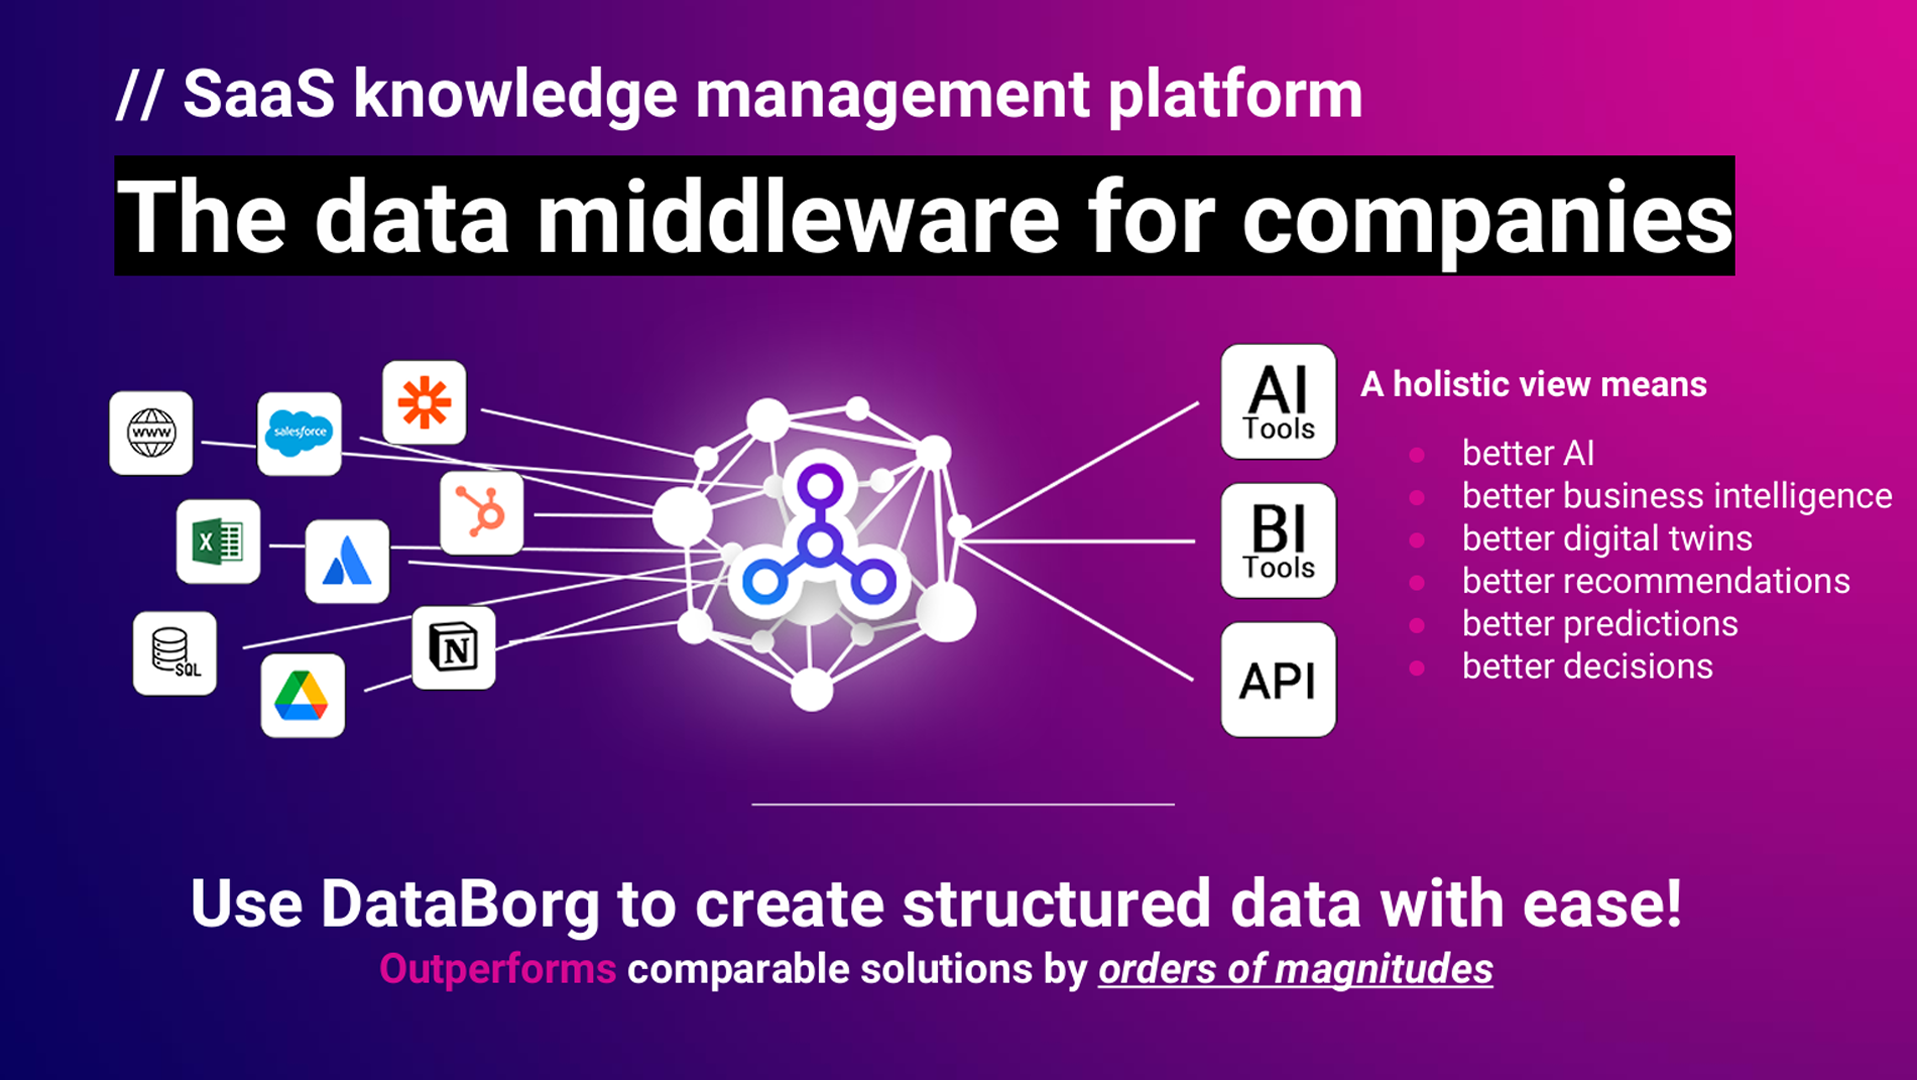 // SaaS knowledge management platform
The data middleware for companies
www
salesforce
X
SQL
N
AI
Tools
BI
Tools
API
A holistic view means
better AI
better business intelligence
better digital twins
better recommendations
better predictions
better decisions
Use DataBorg to create structured data with ease!
Outperforms comparable solutions by orders of magnitudes